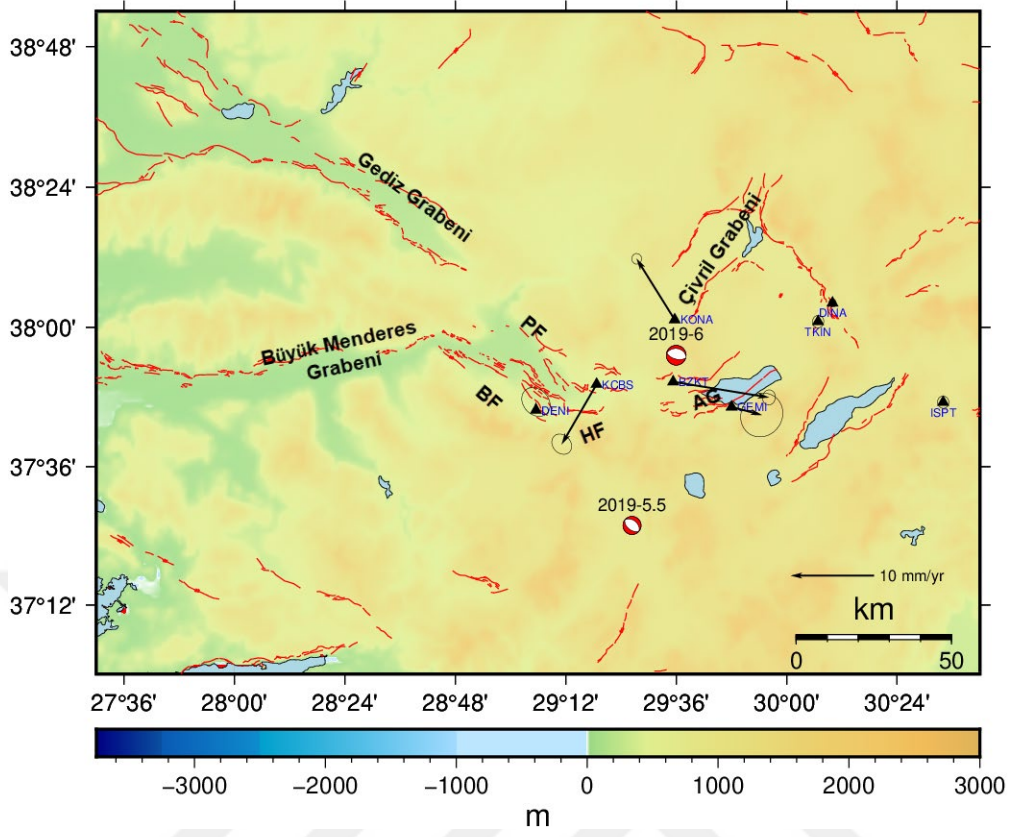 38°48'
38°24'
38°00'
37°36'
37°12'
Gediz Grabeni
Çivril Grabeni
KONA
DINA
TKIN
2019-6
PF
Büyük Menderes
Grabeni
KCBS
BZKT
BF
DENI
AG
GEMI
ISPT
HF
2019-5.5
10 mm/yr
km
0 50
27°36' 28°00' 28°24' 28°48' 29°12' 29°36' 30°00' 30°24'
−3000 −2000 −1000 0 1000 2000 3000
m